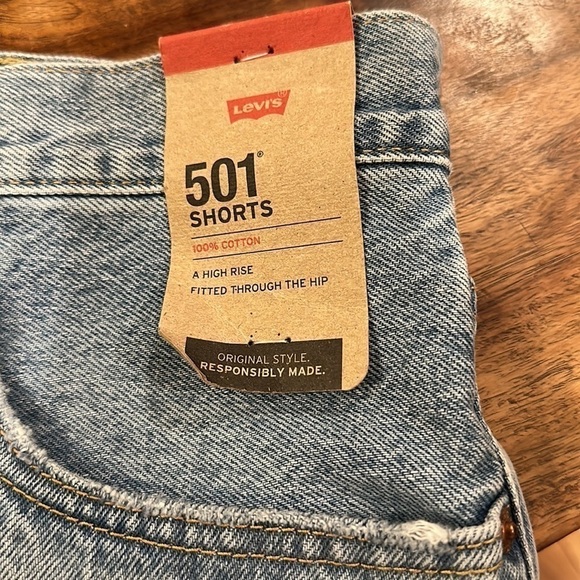 Levi's®
501®
SHORTS
100% COTTON
A HIGH RISE
FITTED THROUGH THE HIP
ORIGINAL STYLE.
RESPONSIBLY MADE.